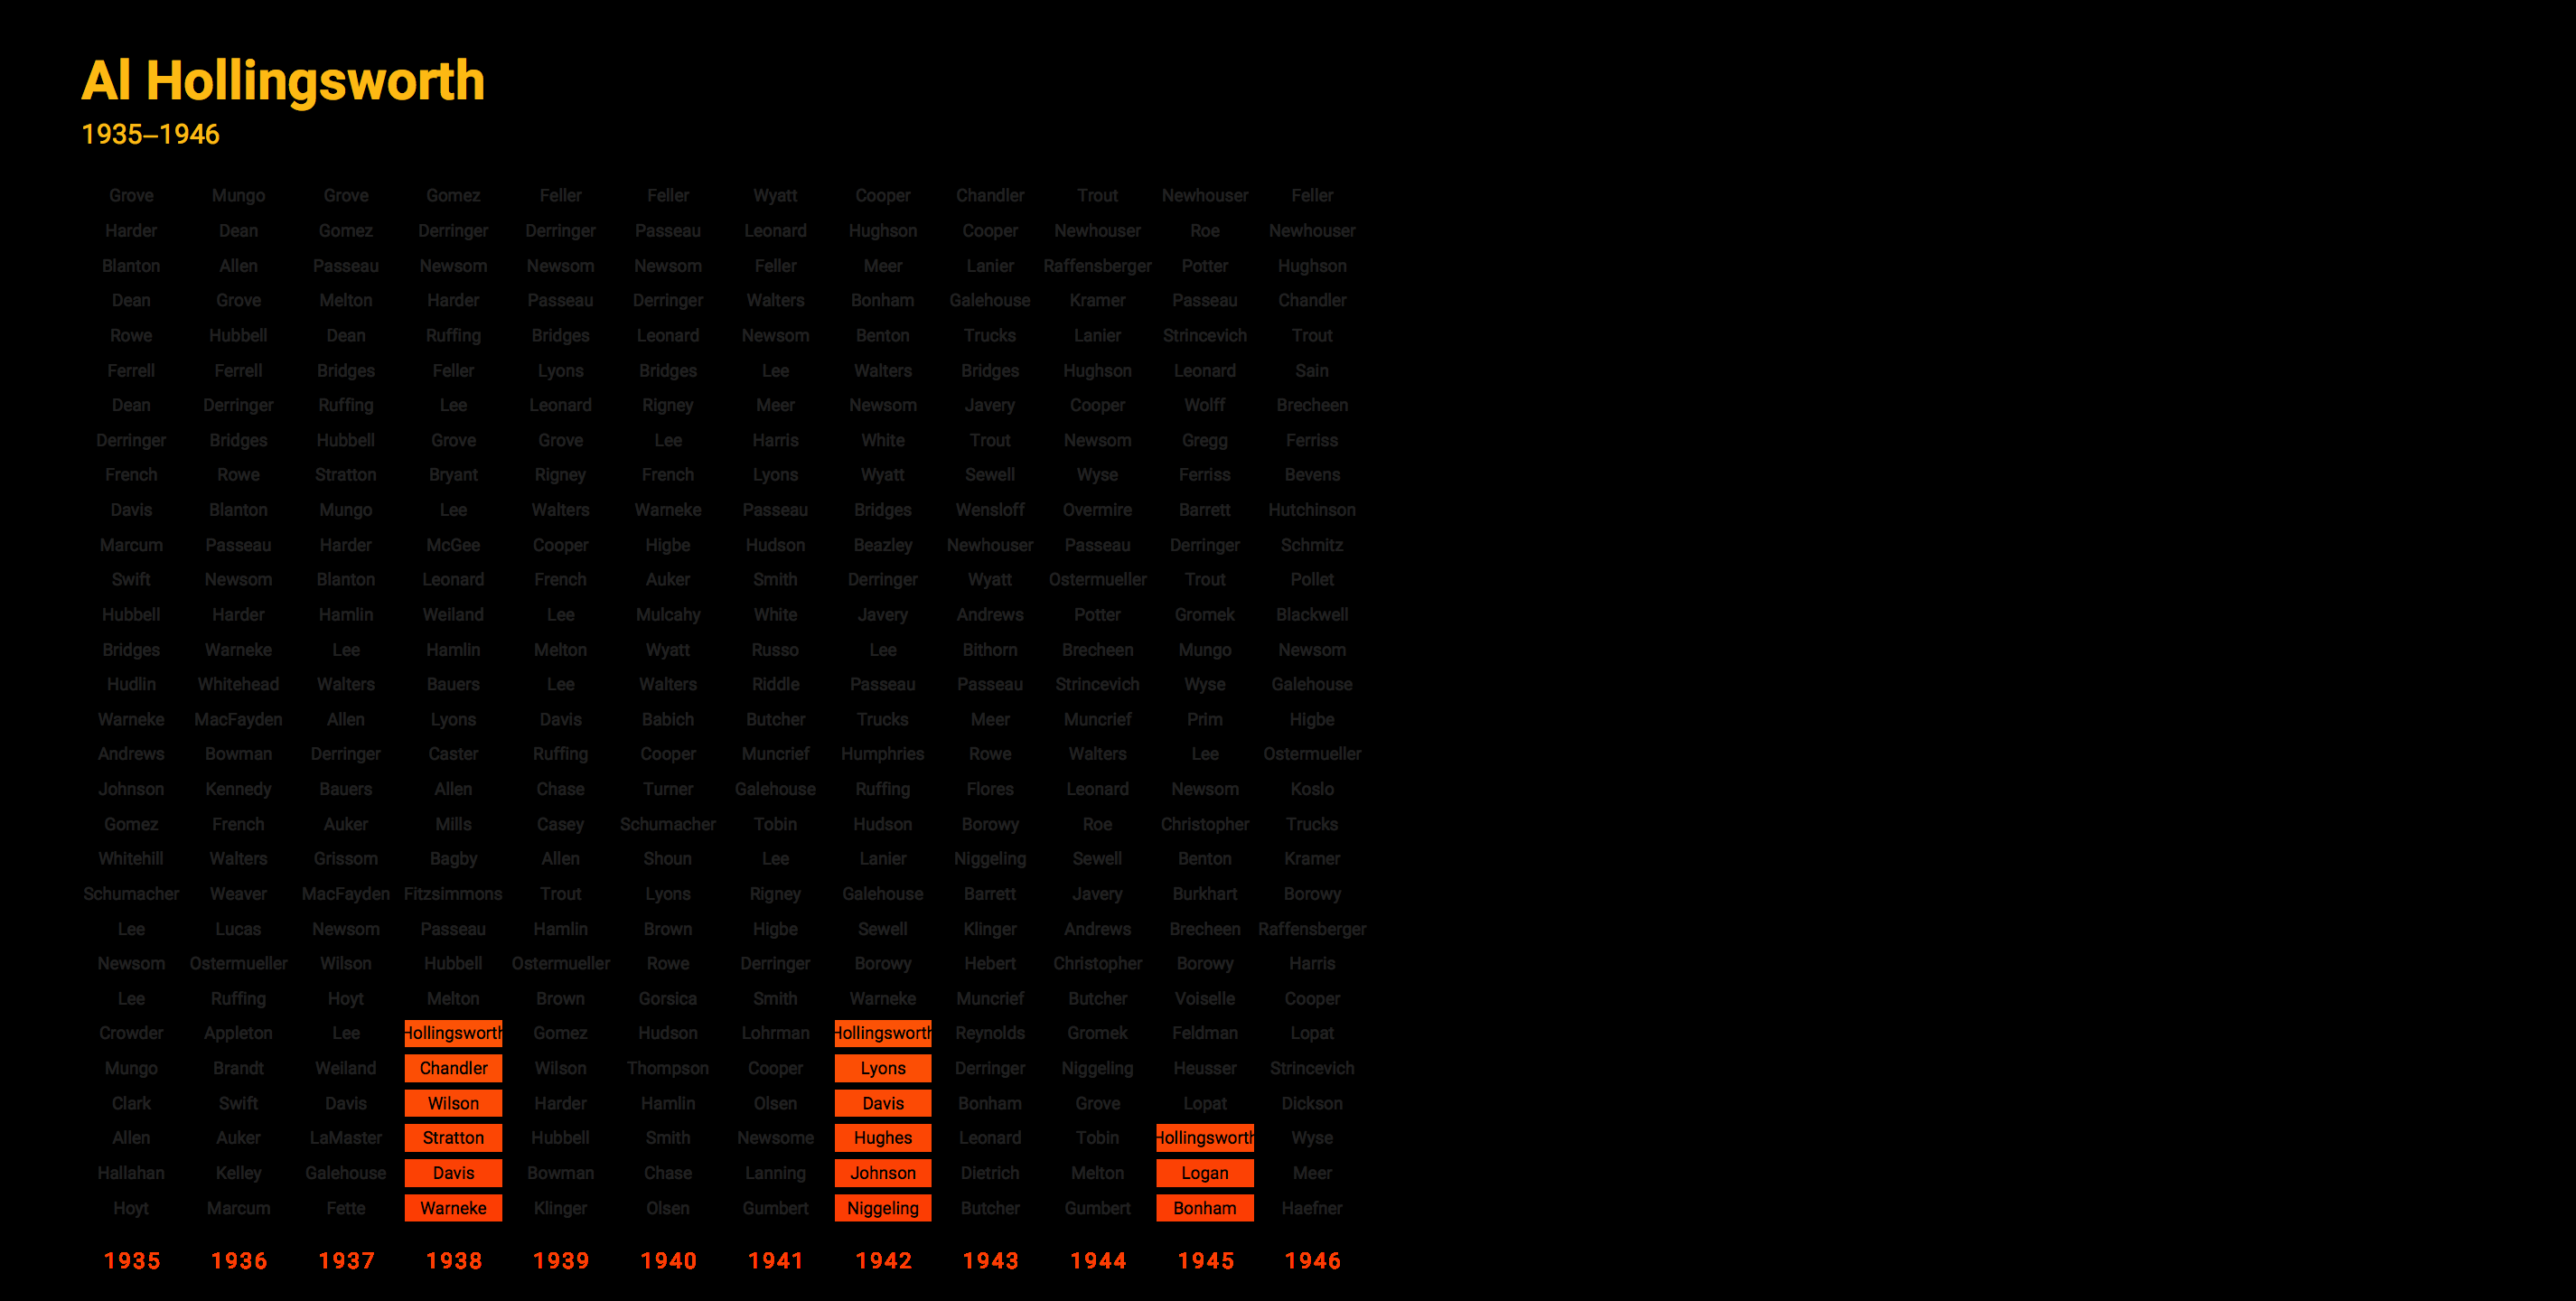 Al Hollingsworth
1935–1946
Grove Mungo Grove Gomez Feller Feller Wyatt Cooper Chandler Trout Newhouser Feller
Harder Dean Gomez Derringer Derringer Passeau Leonard Hughson Cooper Newhouser Roe Newhouser
Blanton Allen Passeau Newsom Newsom Newsom Feller Meer Lanier Raffensberger Potter Hughson
Dean Grove Melton Harder Passeau Derringer Walters Bonham Galehouse Kramer Passeau Chandler
Rowe Hubbell Dean Ruffing Bridges Leonard Newsom Benton Trucks Lanier Strincevich Trout
Ferrell Ferrell Bridges Feller Lyons Bridges Lee Walters Bridges Hughson Leonard Sain
Dean Derringer Ruffing Lee Leonard Rigney Meer Newsom Javery Cooper Wolff Brecheen
Derringer Bridges Hubbell Grove Grove Lee Harris White Trout Newsom Gregg Ferriss
French Rowe Stratton Bryant Rigney French Lyons Wyatt Sewell Wyse Ferriss Bevens
Davis Blanton Mungo Lee Walters Warneke Passeau Bridges Wensloff Overmire Barrett Hutchinson
Marcum Passeau Harder McGee Cooper Higbe Hudson Beazley Newhouser Passeau Derringer Schmitz
Swift Newsom Blanton Leonard French Auker Smith Derringer Wyatt Ostermueller Trout Pollet
Hubbell Harder Hamlin Weiland Lee Mulcahy White Javery Andrews Potter Gromek Blackwell
Bridges Warneke Lee Hamlin Melton Wyatt Russo Lee Bithorn Brecheen Mungo Newsom
Hudlin Whitehead Walters Bauers Lee Walters Riddle Passeau Passeau Strincevich Wyse Galehouse
Warneke MacFayden Allen Lyons Davis Babich Butcher Trucks Meer Muncrief Prim Higbe
Andrews Bowman Derringer Caster Ruffing Cooper Muncrief Humphries Rowe Walters Lee Ostermueller
Johnson Kennedy Bauers Allen Chase Turner Galehouse Ruffing Flores Leonard Newsom Koslo
Gomez French Auker Mills Casey Schumacher Tobin Hudson Borowy Roe Christopher Trucks
Whitehill Walters Grissom Bagby Allen Shoun Lee Lanier Niggeling Sewell Benton Kramer
Schumacher Weaver MacFayden Fitzsimmons Trout Lyons Rigney Galehouse Barrett Javery Burkhart Borowy
Lee Lucas Newsom Passeau Hamlin Brown Higbe Sewell Klinger Andrews Brecheen Raffensberger
Newsom Ostermueller Wilson Hubbell Ostermueller Rowe Derringer Borowy Hebert Christopher Borowy Harris
Lee Ruffing Hoyt Melton Brown Gorsica Smith Warneke Muncrief Butcher Voiselle Cooper
Crowder Appleton Lee Hollingsworth Gomez Hudson Lohrman Hollingsworth Reynolds Gromek Feldman Lopat
Mungo Brandt Weiland Chandler Wilson Thompson Cooper Lyons Derringer Niggeling Heusser Strincevich
Clark Swift Davis Wilson Harder Hamlin Olsen Davis Bonham Grove Lopat Dickson
Allen Auker LaMaster Stratton Hubbell Smith Newsome Hughes Leonard Tobin Hollingsworth Wyse
Hallahan Kelley Galehouse Davis Bowman Chase Lanning Johnson Dietrich Melton Logan Meer
Hoyt Marcum Fette Warneke Klinger Olsen Gumbert Niggeling Butcher Gumbert Bonham Haefner
1935 1936 1937 1938 1939 1940 1941 1942 1943 1944 1945 1946